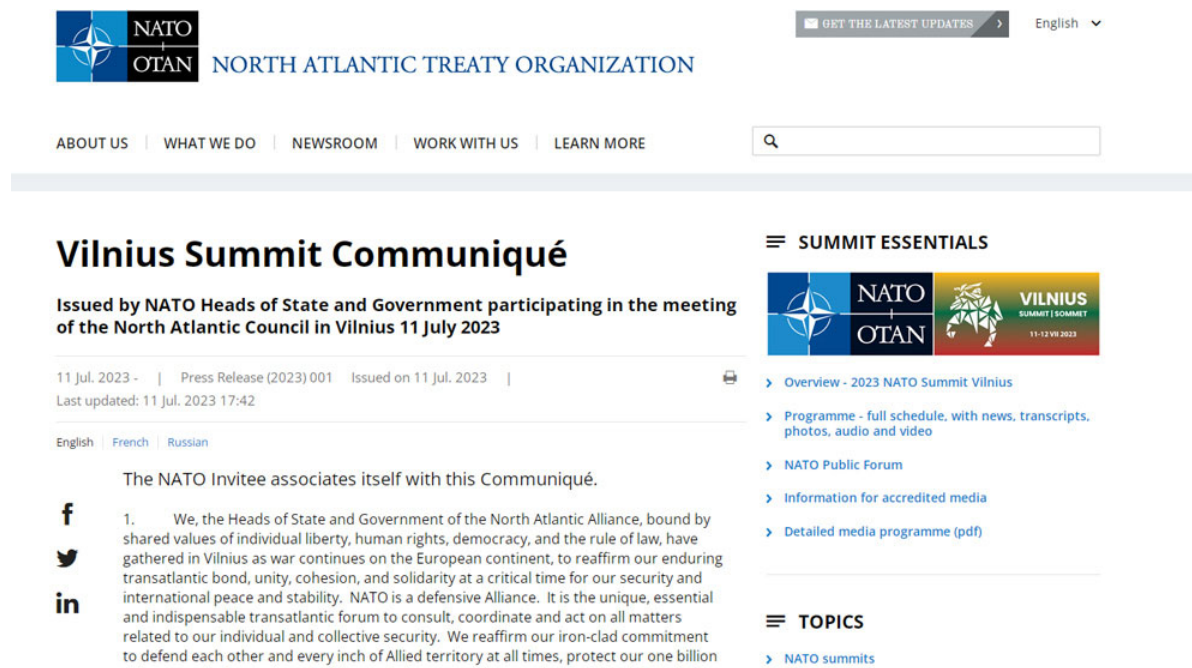 NATO
OTAN
NORTH ATLANTIC TREATY ORGANIZATION
GET THE LATEST UPDATES
English
ABOUT US
WHAT WE DO
NEWSROOM
WORK WITH US
LEARN MORE
Vilnius Summit Communiqué
Issued by NATO Heads of State and Government participating in the meeting
of the North Atlantic Council in Vilnius 11 July 2023
11 Jul. 2023 - | Press Release (2023) 001 Issued on 11 Jul. 2023 |
Last updated: 11 Jul. 2023 17:42
English | French | Russian
The NATO Invitee associates itself with this Communiqué.
1. We, the Heads of State and Government of the North Atlantic Alliance, bound by
shared values of individual liberty, human rights, democracy, and the rule of law, have
gathered in Vilnius as war continues on the European continent, to reaffirm our enduring
transatlantic bond, unity, cohesion, and solidarity at a critical time for our security and
international peace and stability. NATO is a defensive Alliance. It is the unique, essential
and indispensable transatlantic forum to consult, coordinate and act on all matters
related to our individual and collective security. We reaffirm our iron-clad commitment
to defend each other and every inch of Allied territory at all times, protect our one billion
SUMMIT ESSENTIALS
NATO
OTAN
VILNIUS
SUMMIT | SOMMET
11-12 VII 2023
Overview - 2023 NATO Summit Vilnius
Programme - full schedule, with news, transcripts,
photos, audio and video
NATO Public Forum
Information for accredited media
Detailed media programme (pdf)
TOPICS
NATO summits